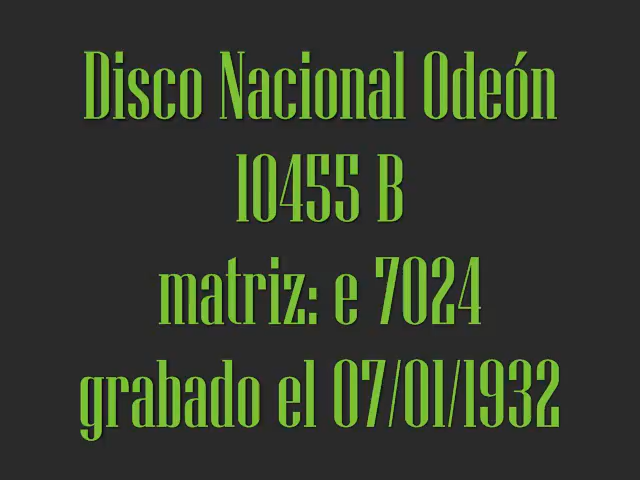 Disco Nacional Odeón
10455 B
matriz: e 7024
grabado el 07/01/1932